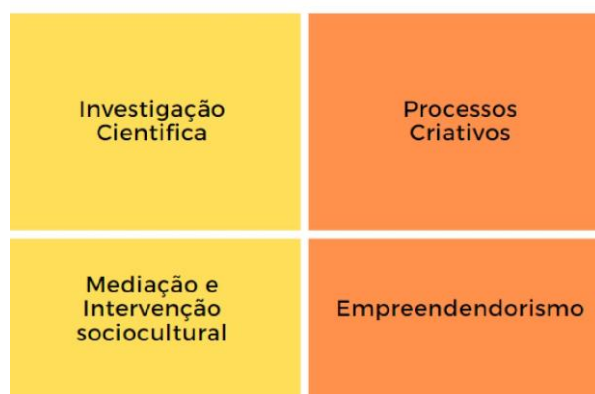 Investigação
Cientifica
Processos
Criativos
Mediação e
Intervenção
sociocultural
Empreendendorismo